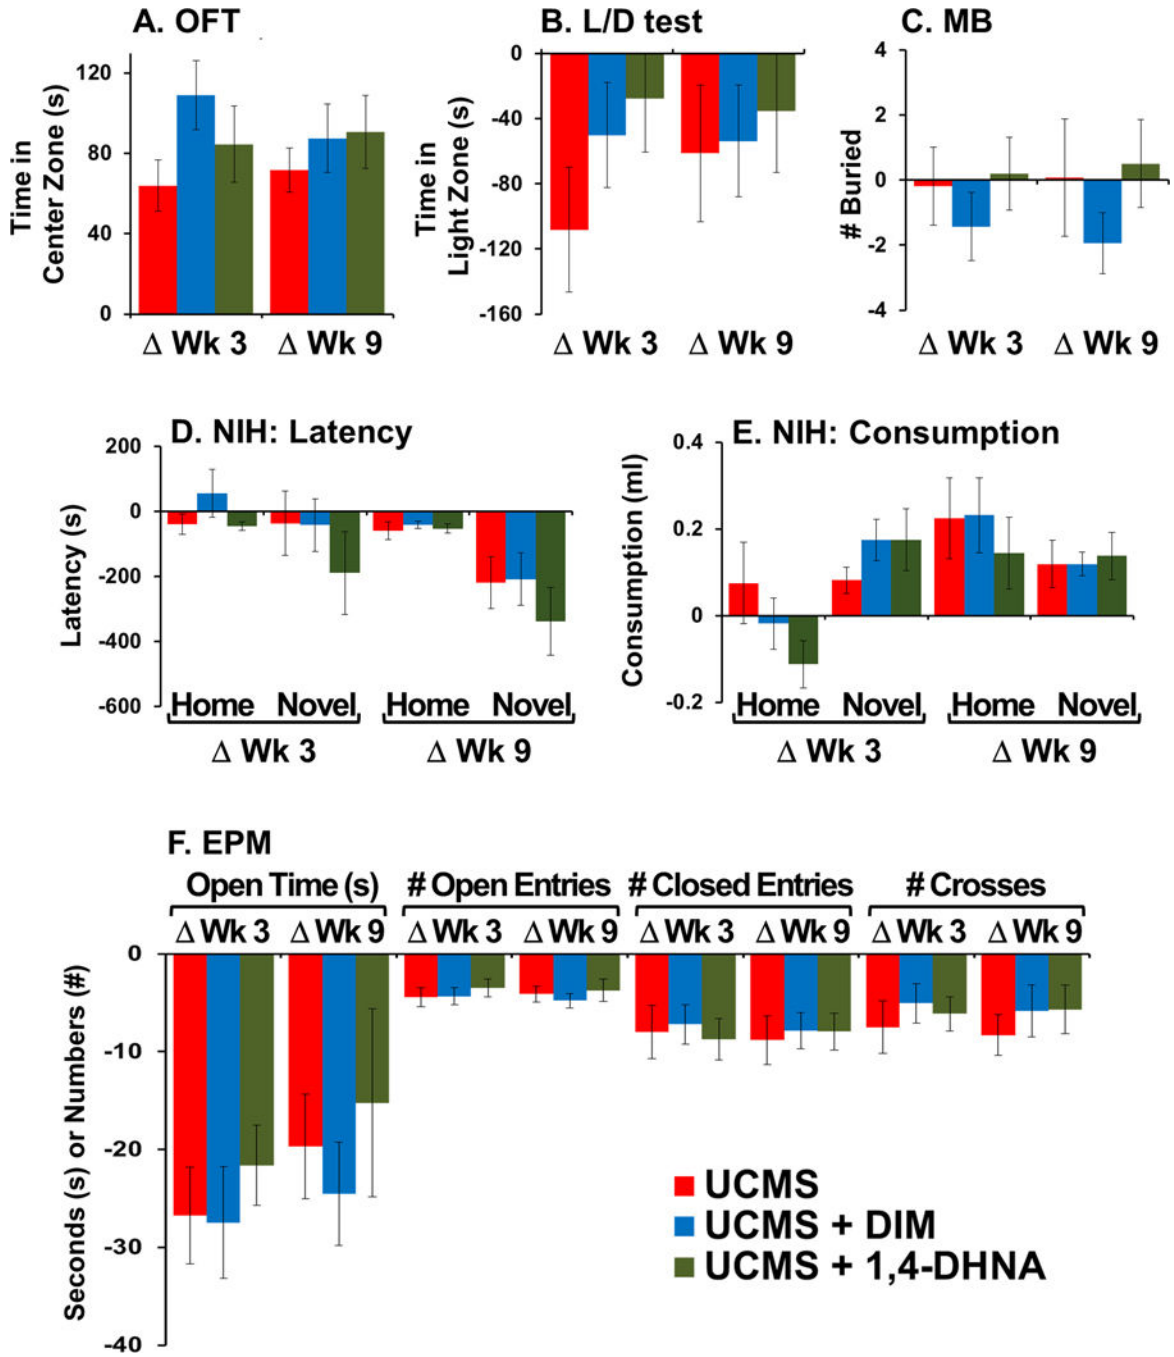 A. OFT
Time in
Center Zone (s)
120
80
40
0
Δ Wk 3
Δ Wk 9
B. L/D test
Time in
Light Zone (s)
0
-40
-80
-120
-160
Δ Wk 3
Δ Wk 9
C. MB
# Buried
4
2
0
-2
-4
Δ Wk 3
Δ Wk 9
D. NIH: Latency
Latency (s)
200
0
-200
-400
-600
Home
Novel
Home
Novel
Δ Wk 3
Δ Wk 9
E. NIH: Consumption
Consumption (ml)
0.4
0.2
0
-0.2
Home
Novel
Home
Novel
Δ Wk 3
Δ Wk 9
F. EPM
Open Time (s)
# Open Entries
# Closed Entries
# Crosses
Δ Wk 3
Δ Wk 9
Δ Wk 3
Δ Wk 9
Δ Wk 3
Δ Wk 9
Δ Wk 3
Δ Wk 9
Seconds (s) or Numbers (#)
0
-10
-20
-30
-40
UCMS
UCMS + DIM
UCMS + 1,4-DHNA